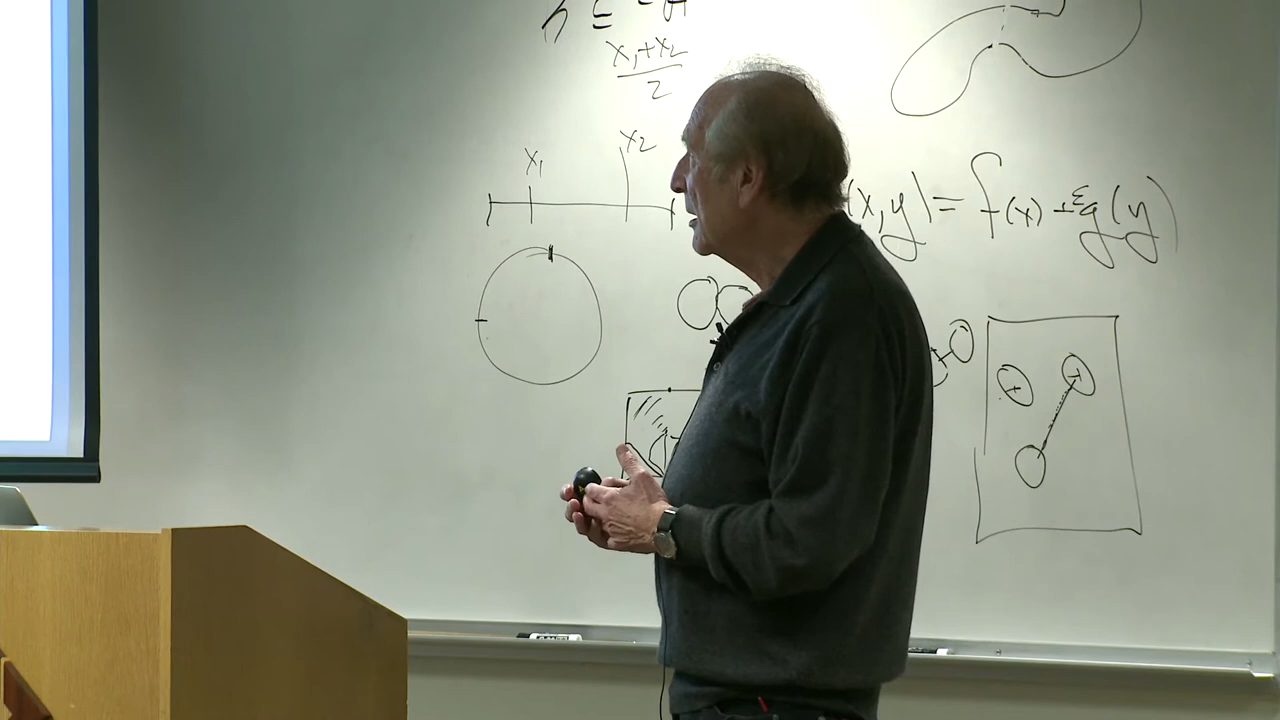 x₁+x₂
2
x₁
x₂
(x,y)=f(x)+εg(y)